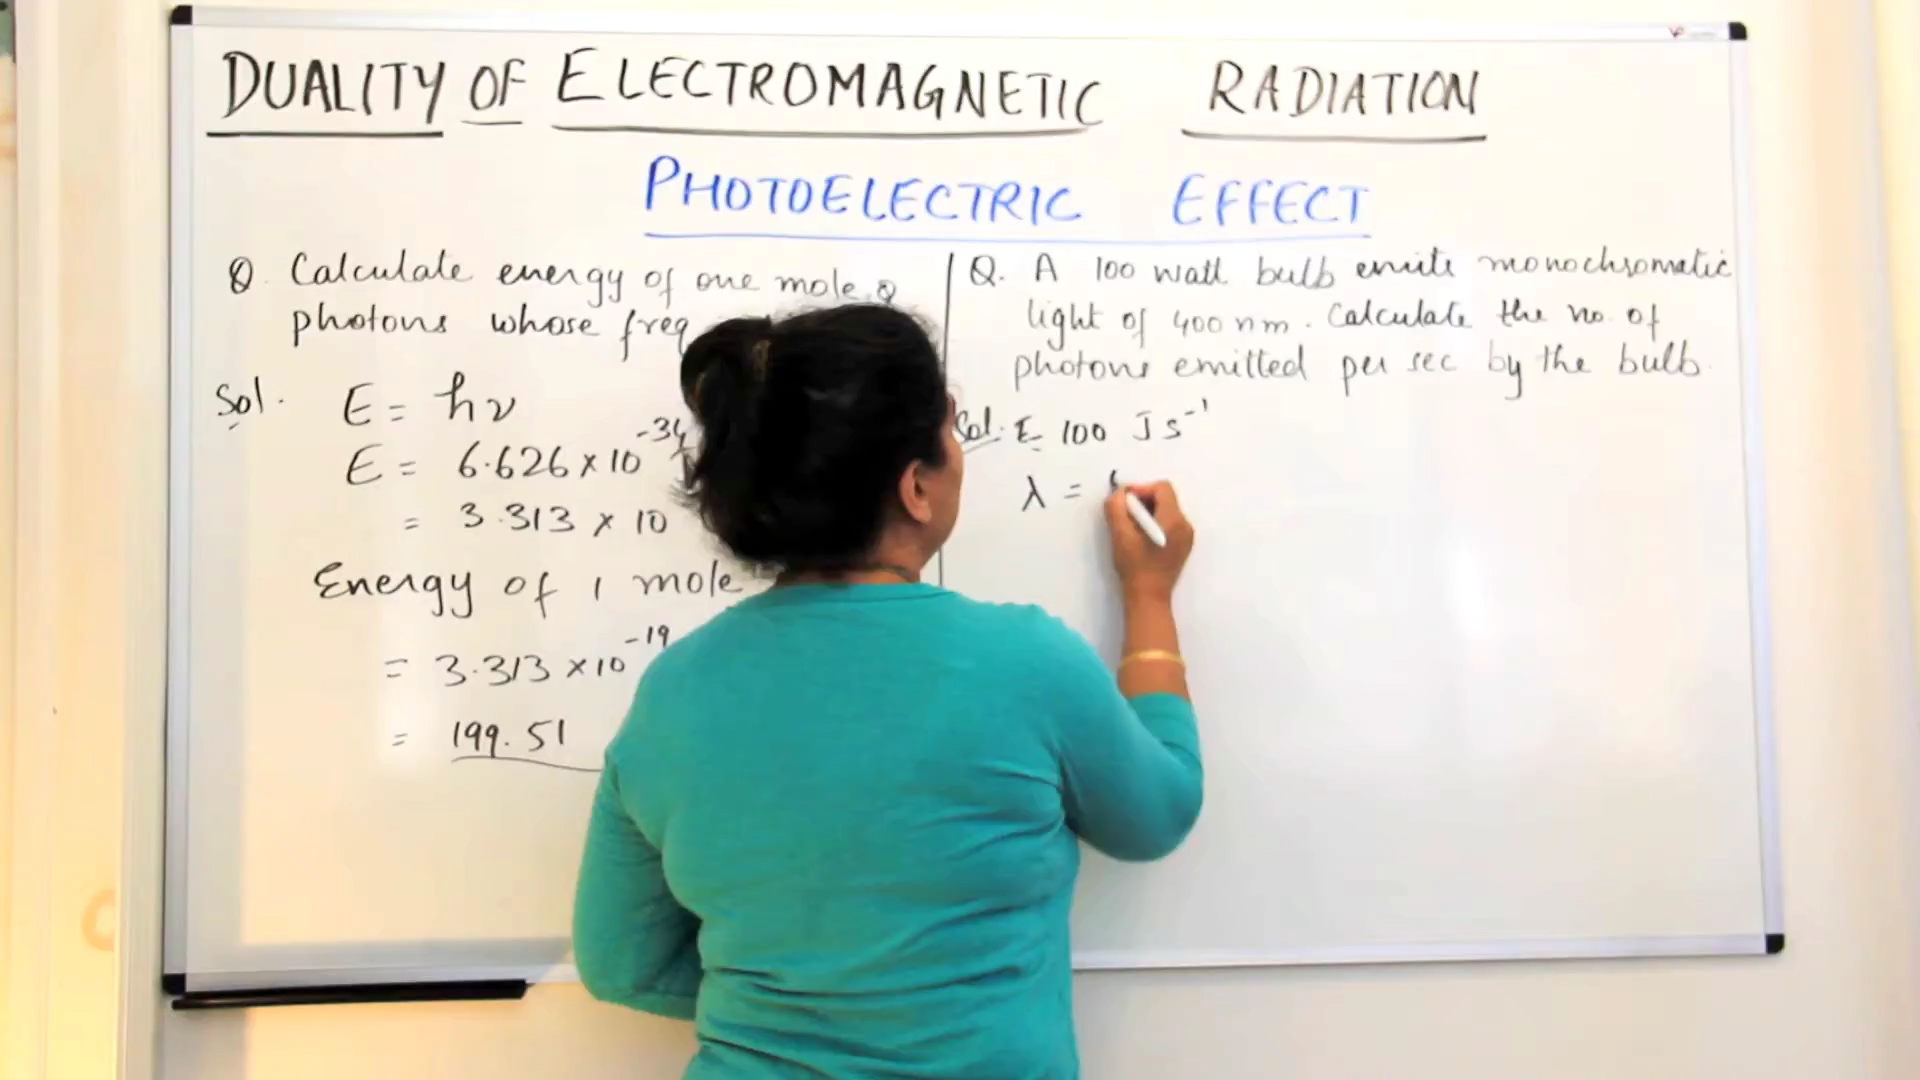 DUALITY OF ELECTROMAGNETIC RADIATION
PHOTOELECTRIC EFFECT
Q. Calculate energy of one mole
photons whose freq
Sol. E = hν
E = 6.626 × 10⁻³⁴
= 3.313 × 10
Energy of 1 mole
= 3.313 × 10⁻¹⁹
= 199.51
Q. A 100 watt bulb emits monochromatic
light of 400 nm. Calculate the no. of
photons emitted per sec by the bulb.
Sol. E = 100 J s⁻¹
λ =